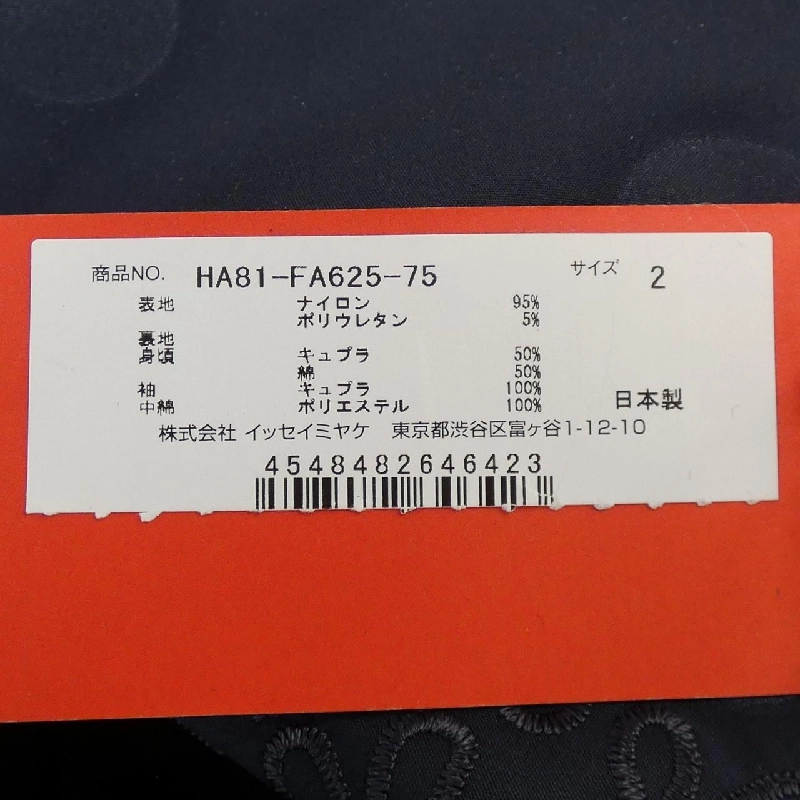 商品NO. HA81-FA625-75 サイズ 2
表地 ナイロン 95%
ポリウレタン 5%
裏地
身頃 キュプラ 50%
綿 50%
袖 キュプラ 100%
中綿 ポリエステル 100%
日本製
株式会社 イッセイミヤケ 東京都渋谷区富ヶ谷1-12-10
4548482646423